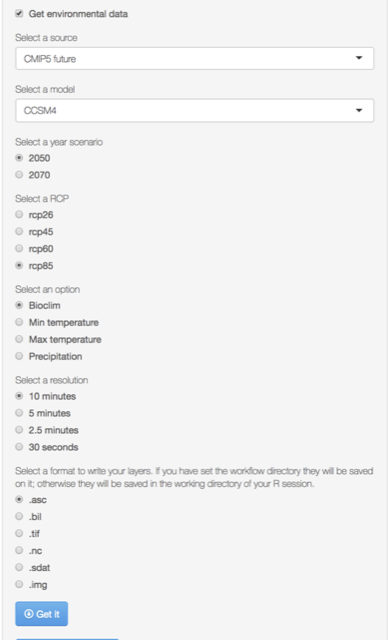 Get environmental data
Select a source
CMIP5 future
Select a model
CCSM4
Select a year scenario
2050
2070
Select a RCP
rcp26
rcp45
rcp60
rcp85
Select an option
Bioclim
Min temperature
Max temperature
Precipitation
Select a resolution
10 minutes
5 minutes
2.5 minutes
30 seconds
Select a format to write your layers. If you have set the workflow directory they will be saved
on it; otherwise they will be saved in the working directory of your R session.
.asc
.bil
.tif
.nc
.sdat
.img
Get it